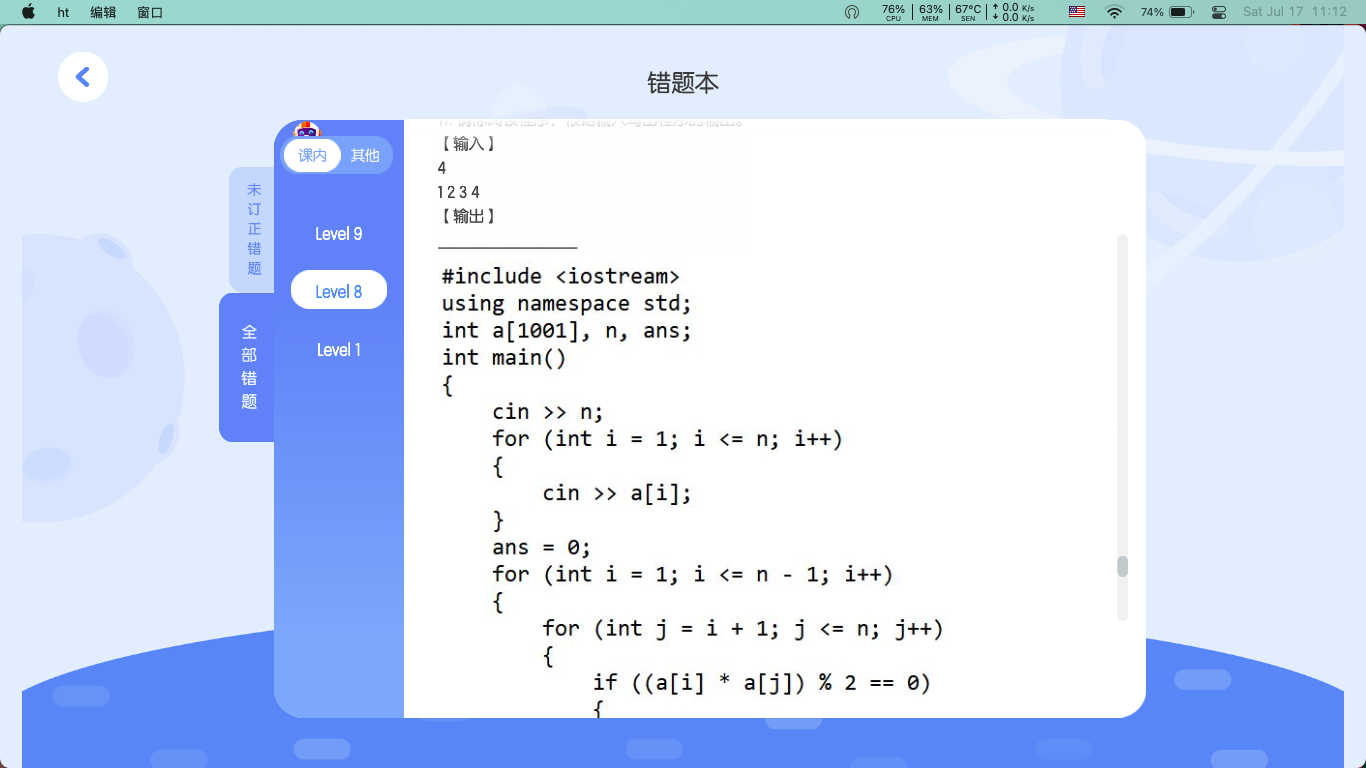 ht 编辑 窗口 76% CPU 63% MEM 67°C SEN ↑ 0.0 K/s ↓ 0.0 K/s 74% Sat Jul 17 11:12
错题本
课内 其他
未订正错题
全部错题
Level 9
Level 8
Level 1
【 输入 】
4
1 2 3 4
【 输出 】
_________________
#include <iostream>
using namespace std;
int a[1001], n, ans;
int main()
{
    cin >> n;
    for (int i = 1; i <= n; i++)
    {
        cin >> a[i];
    }
    ans = 0;
    for (int i = 1; i <= n - 1; i++)
    {
        for (int j = i + 1; j <= n; j++)
        {
            if ((a[i] * a[j]) % 2 == 0)
            {